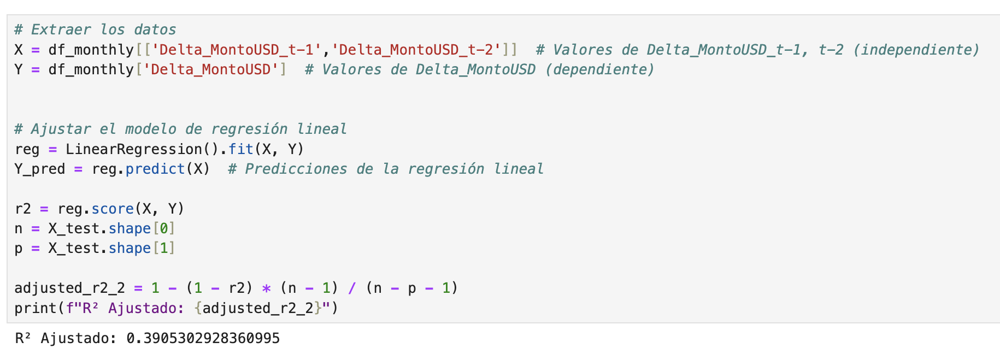 # Extraer los datos
X = df_monthly[['Delta_MontoUSD_t-1','Delta_MontoUSD_t-2']]  # Valores de Delta_MontoUSD_t-1, t-2 (independiente)
Y = df_monthly['Delta_MontoUSD']  # Valores de Delta_MontoUSD (dependiente)
# Ajustar el modelo de regresión lineal
reg = LinearRegression().fit(X, Y)
Y_pred = reg.predict(X)  # Predicciones de la regresión lineal
r2 = reg.score(X, Y)
n = X_test.shape[0]
p = X_test.shape[1]
adjusted_r2_2 = 1 - (1 - r2) * (n - 1) / (n - p - 1)
print(f"R² Ajustado: {adjusted_r2_2}")
R² Ajustado: 0.3905302928360995